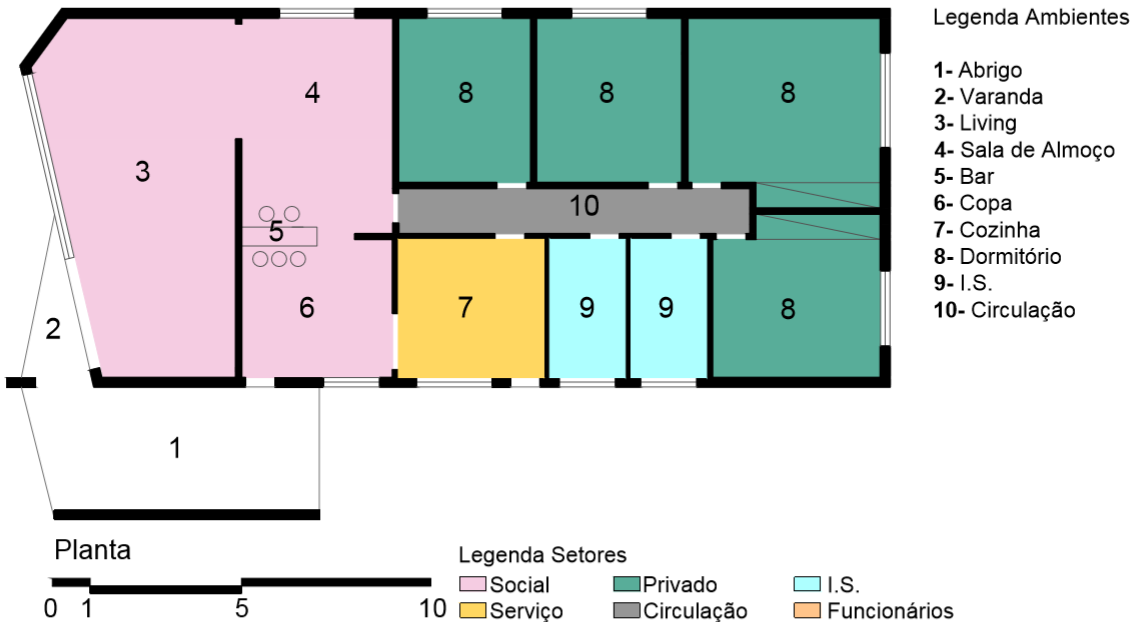 Legenda Ambientes
1- Abrigo
2- Varanda
3- Living
4- Sala de Almoço
5- Bar
6- Copa
7- Cozinha
8- Dormitório
9- I.S.
10- Circulação
4
8
8
8
3
10
5
6
7
9
9
8
2
1
Planta
0 1 5 10
Legenda Setores
Social
Privado
I.S.
Serviço
Circulação
Funcionários